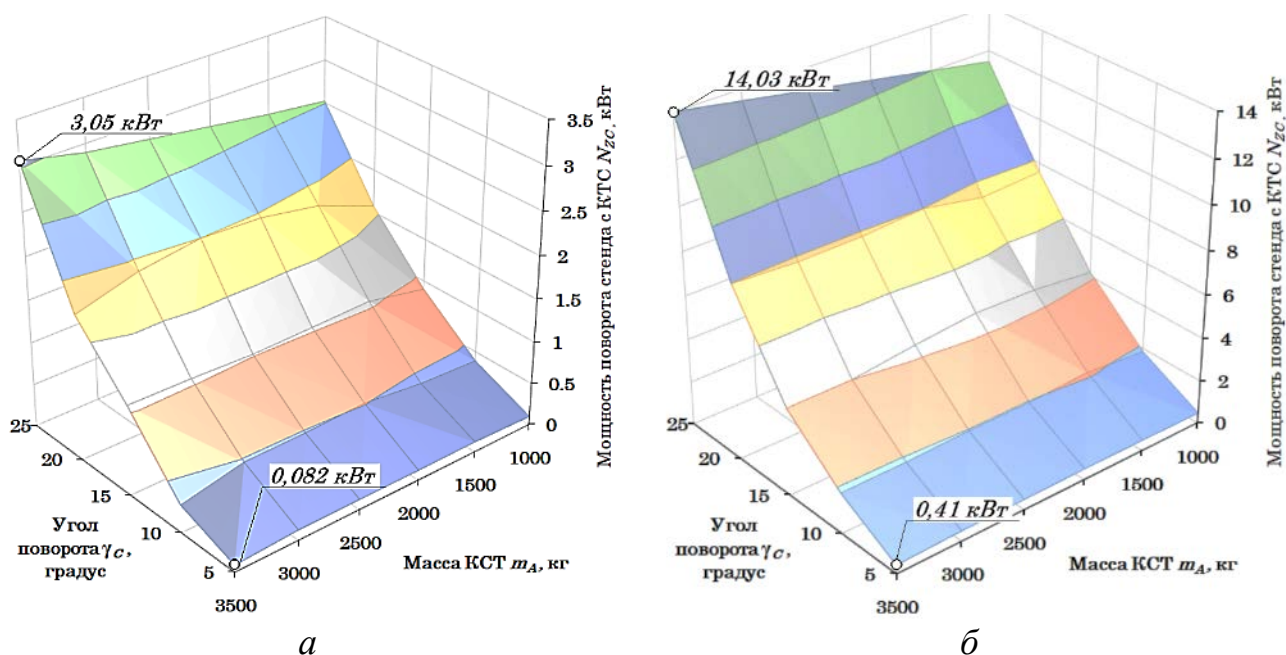 3,05 кВт
3.5
3
2.5
2
1.5
1
0.5
0
Мощность поворота стенда с КТС N_ZC, кВт
25
20
15
10
5
Угол
поворота γ_C,
градус
0,082 кВт
1000
1500
2000
2500
3000
3500
Масса КСТ m_A, кг
а
14,03 кВт
14
12
10
8
6
4
2
0
Мощность поворота стенда с КТС N_ZC, кВт
25
20
15
10
5
Угол
поворота γ_C,
градус
0,41 кВт
1000
1500
2000
2500
3000
3500
Масса КСТ m_A, кг
б